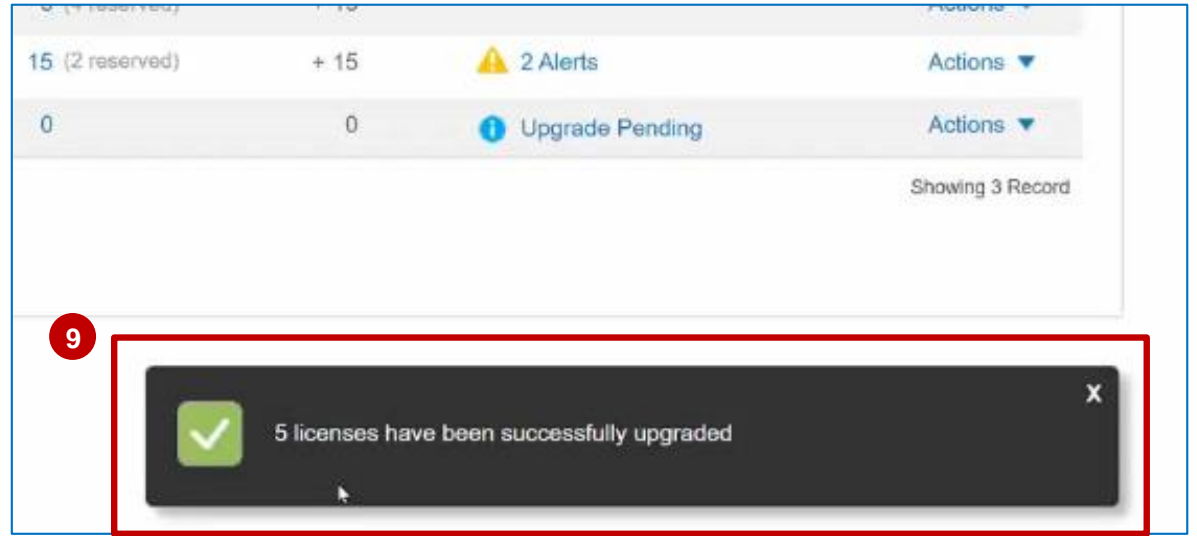 15 (2 reserved) + 15 2 Alerts Actions
0 0 Upgrade Pending Actions
Showing 3 Record
9
X
5 licenses have been successfully upgraded